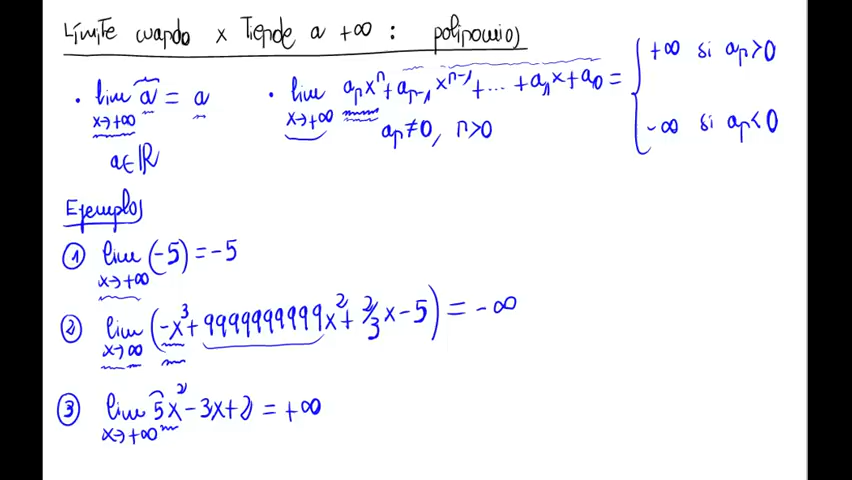 Límite cuando x Tiende a +∞ : polinomios
· lim a = a
x→+∞
a∈ℝ
· lim aₙxⁿ + aₙ₋₁xⁿ⁻¹ + ... + a₁x + a₀ = { +∞ si aₙ>0
x→+∞
aₙ≠0, n>0
-∞ si aₙ<0
Ejemplos
① lim (-5) = -5
x→+∞
② lim (-x³ + 9999999999x² + 2/3x - 5) = -∞
x→∞
③ lim 5x² - 3x + 2 = +∞
x→+∞